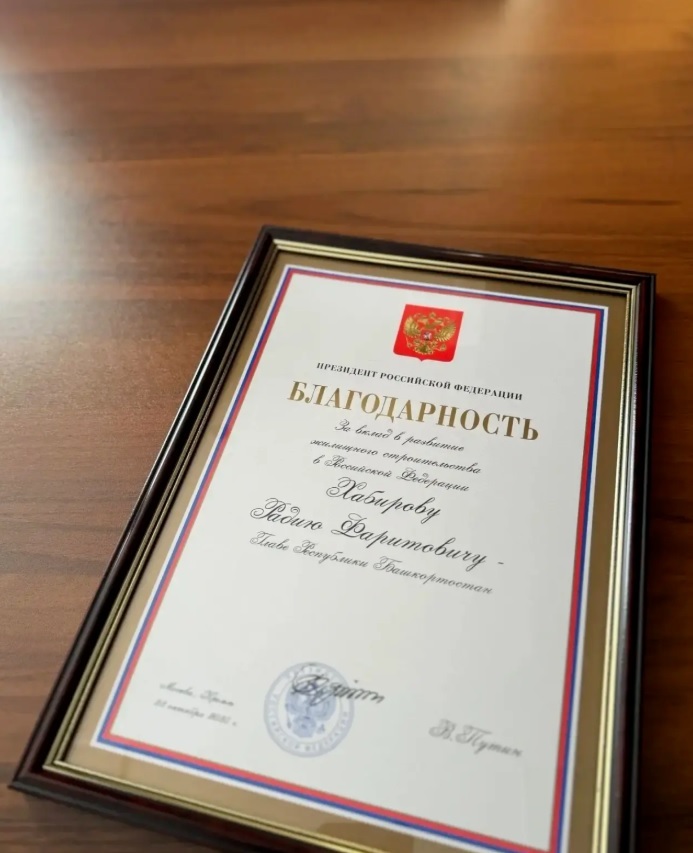 ПРЕЗИДЕНТ РОССИЙСКОЙ ФЕДЕРАЦИИ
БЛАГОДАРНОСТЬ
За вклад в развитие
жилищного строительства
в Российской Федерации
Хабирову
Радию Фаритовичу -
Главе Республики Башкортостан
Москва, Кремль
В.Путин